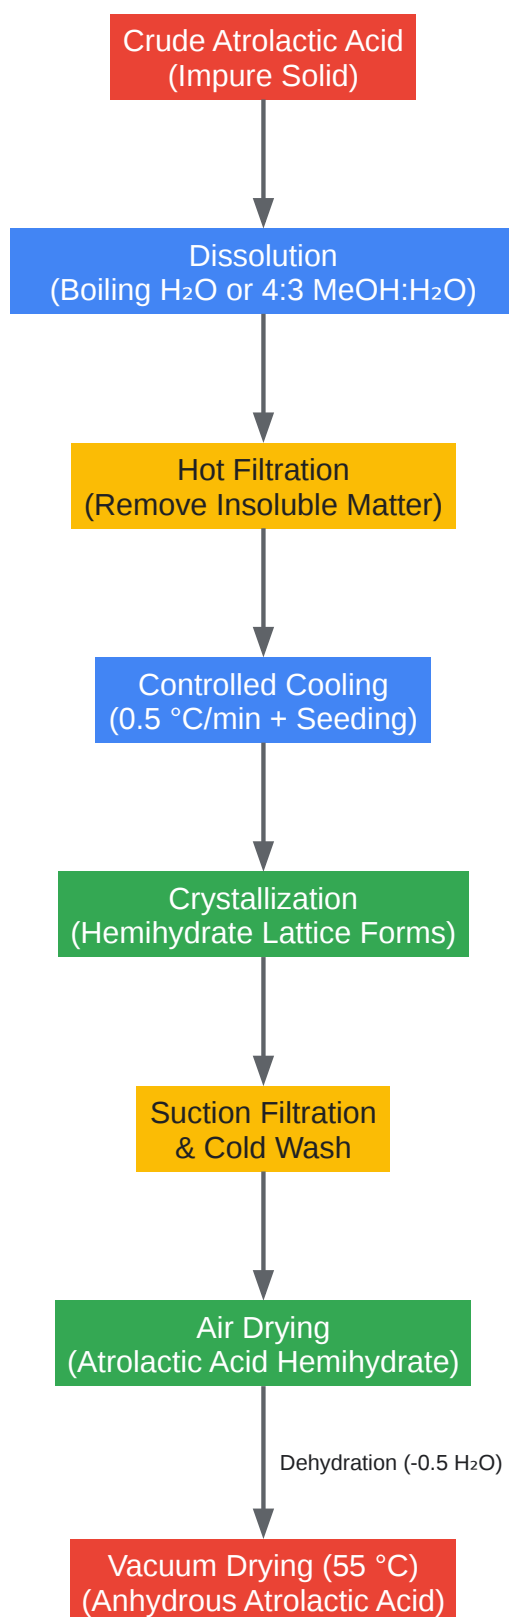 Crude Atrolactic Acid
(Impure Solid)
Dissolution
(Boiling H₂O or 4:3 MeOH:H₂O)
Hot Filtration
(Remove Insoluble Matter)
Controlled Cooling
(0.5 °C/min + Seeding)
Crystallization
(Hemihydrate Lattice Forms)
Suction Filtration
& Cold Wash
Air Drying
(Atrolactic Acid Hemihydrate)
Dehydration (-0.5 H₂O)
Vacuum Drying (55 °C)
(Anhydrous Atrolactic Acid)